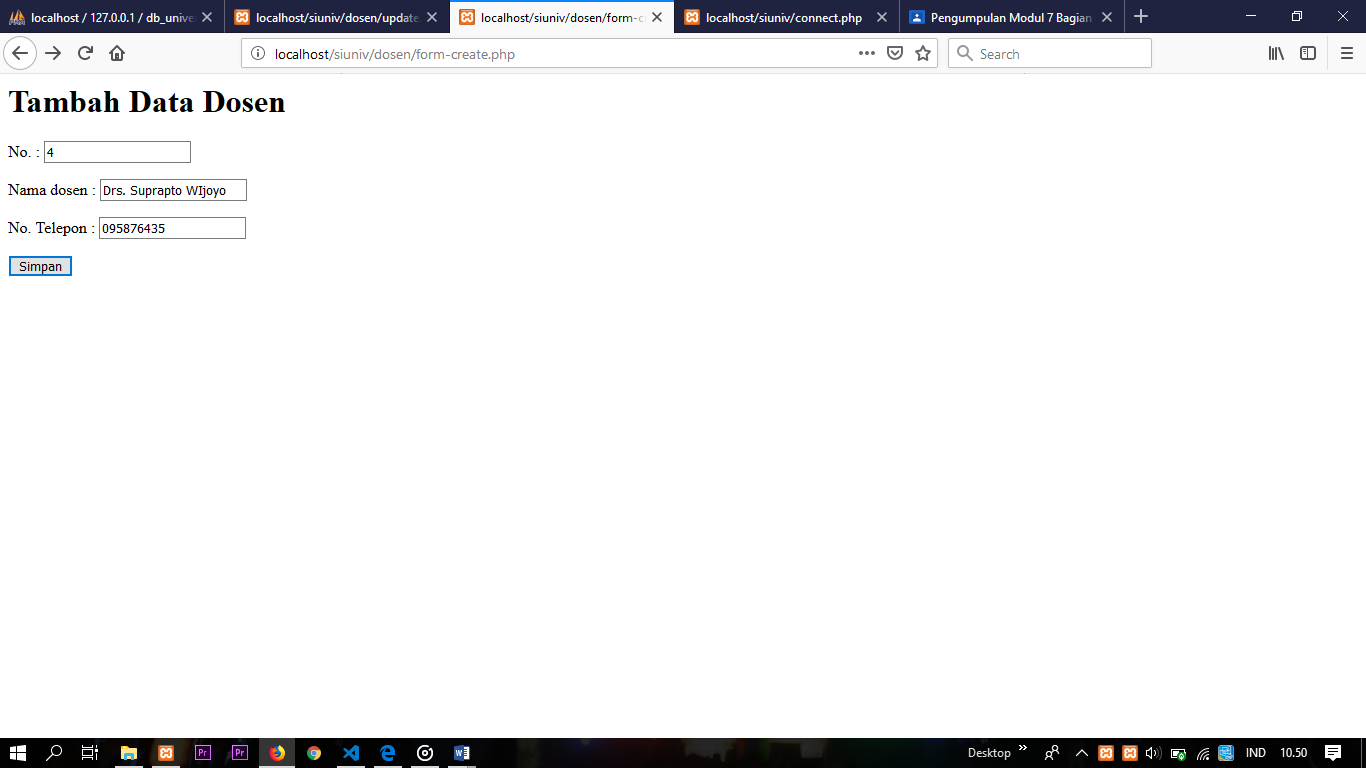 localhost / 127.0.0.1 / db_unive
localhost/siuniv/dosen/update.
localhost/siuniv/dosen/form-c
localhost/siuniv/connect.php
Pengumpulan Modul 7 Bagian
localhost/siuniv/dosen/form-create.php
Search
Tambah Data Dosen
No. : 4
Nama dosen : Drs. Suprapto WIjoyo
No. Telepon : 095876435
Simpan
Pr
Pr
Desktop
IND
10.50